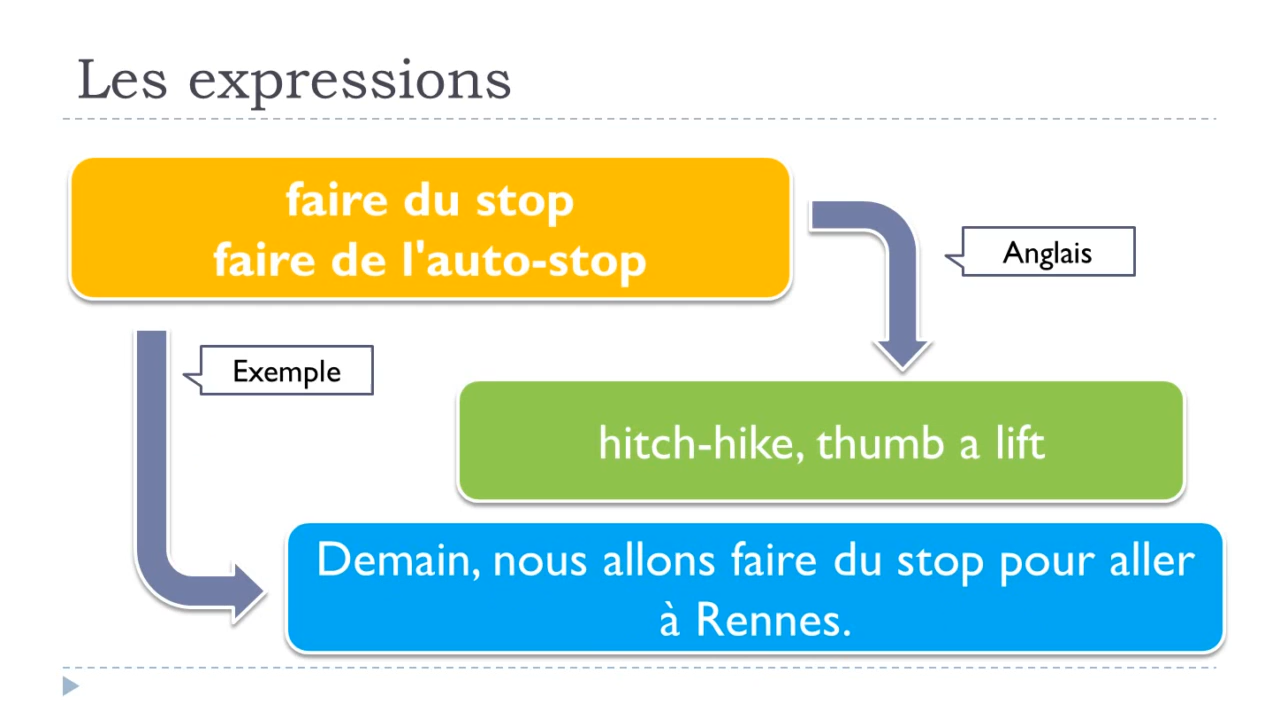 Les expressions
faire du stop
faire de l'auto-stop
Anglais
Exemple
hitch-hike, thumb a lift
Demain, nous allons faire du stop pour aller
à Rennes.